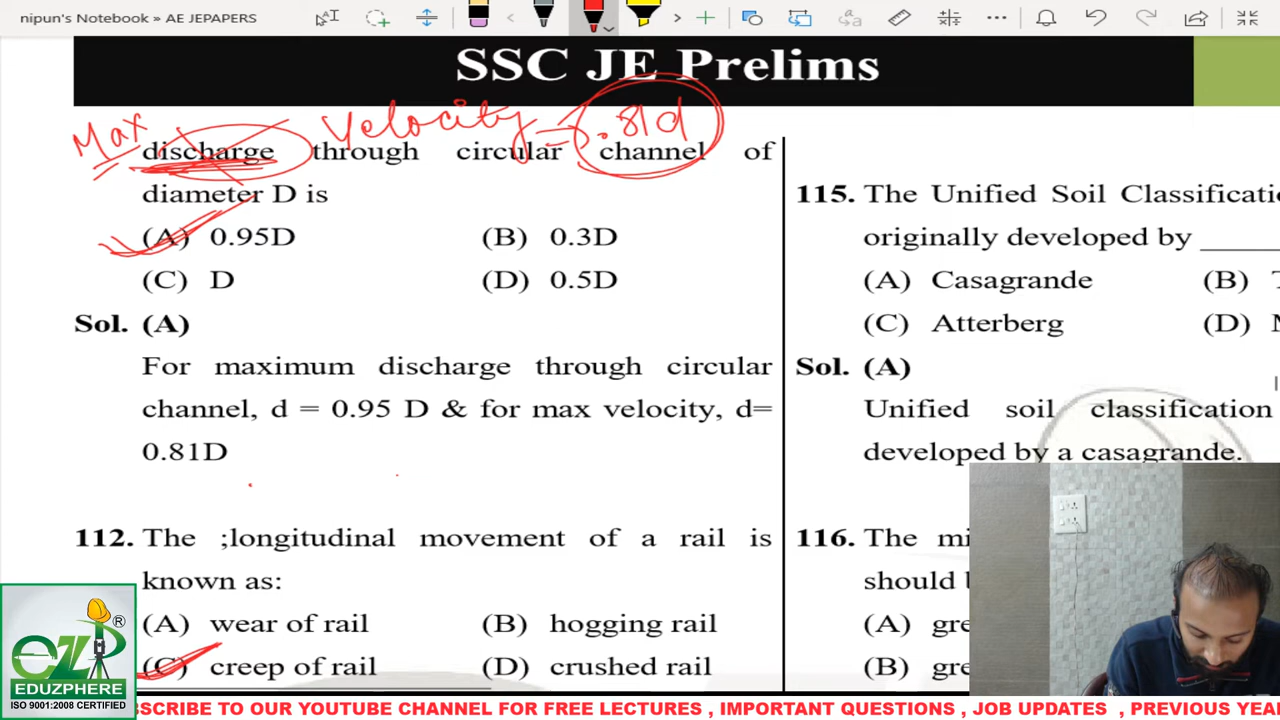 nipun's Notebook » AE JEPAPERS
SSC JE Prelims
Max Velocity = 0.81d
discharge through circular channel of
diameter D is
(A) 0.95D (B) 0.3D
(C) D (D) 0.5D
Sol. (A)
For maximum discharge through circular
channel, d = 0.95 D & for max velocity, d=
0.81D
112. The ;longitudinal movement of a rail is
known as:
(A) wear of rail (B) hogging rail
(C) creep of rail (D) crushed rail
115. The Unified Soil Classificati
originally developed by ______
(A) Casagrande (B)
(C) Atterberg (D)
Sol. (A)
Unified soil classification
developed by a casagrande.
116. The mi
should b
(A) gre
(B) gre
EZP
®
EDUZPHERE
ISO 9001:2008 CERTIFIED
BSCRIBE TO OUR YOUTUBE CHANNEL FOR FREE LECTURES , IMPORTANT QUESTIONS , JOB UPDATES , PREVIOUS YEA